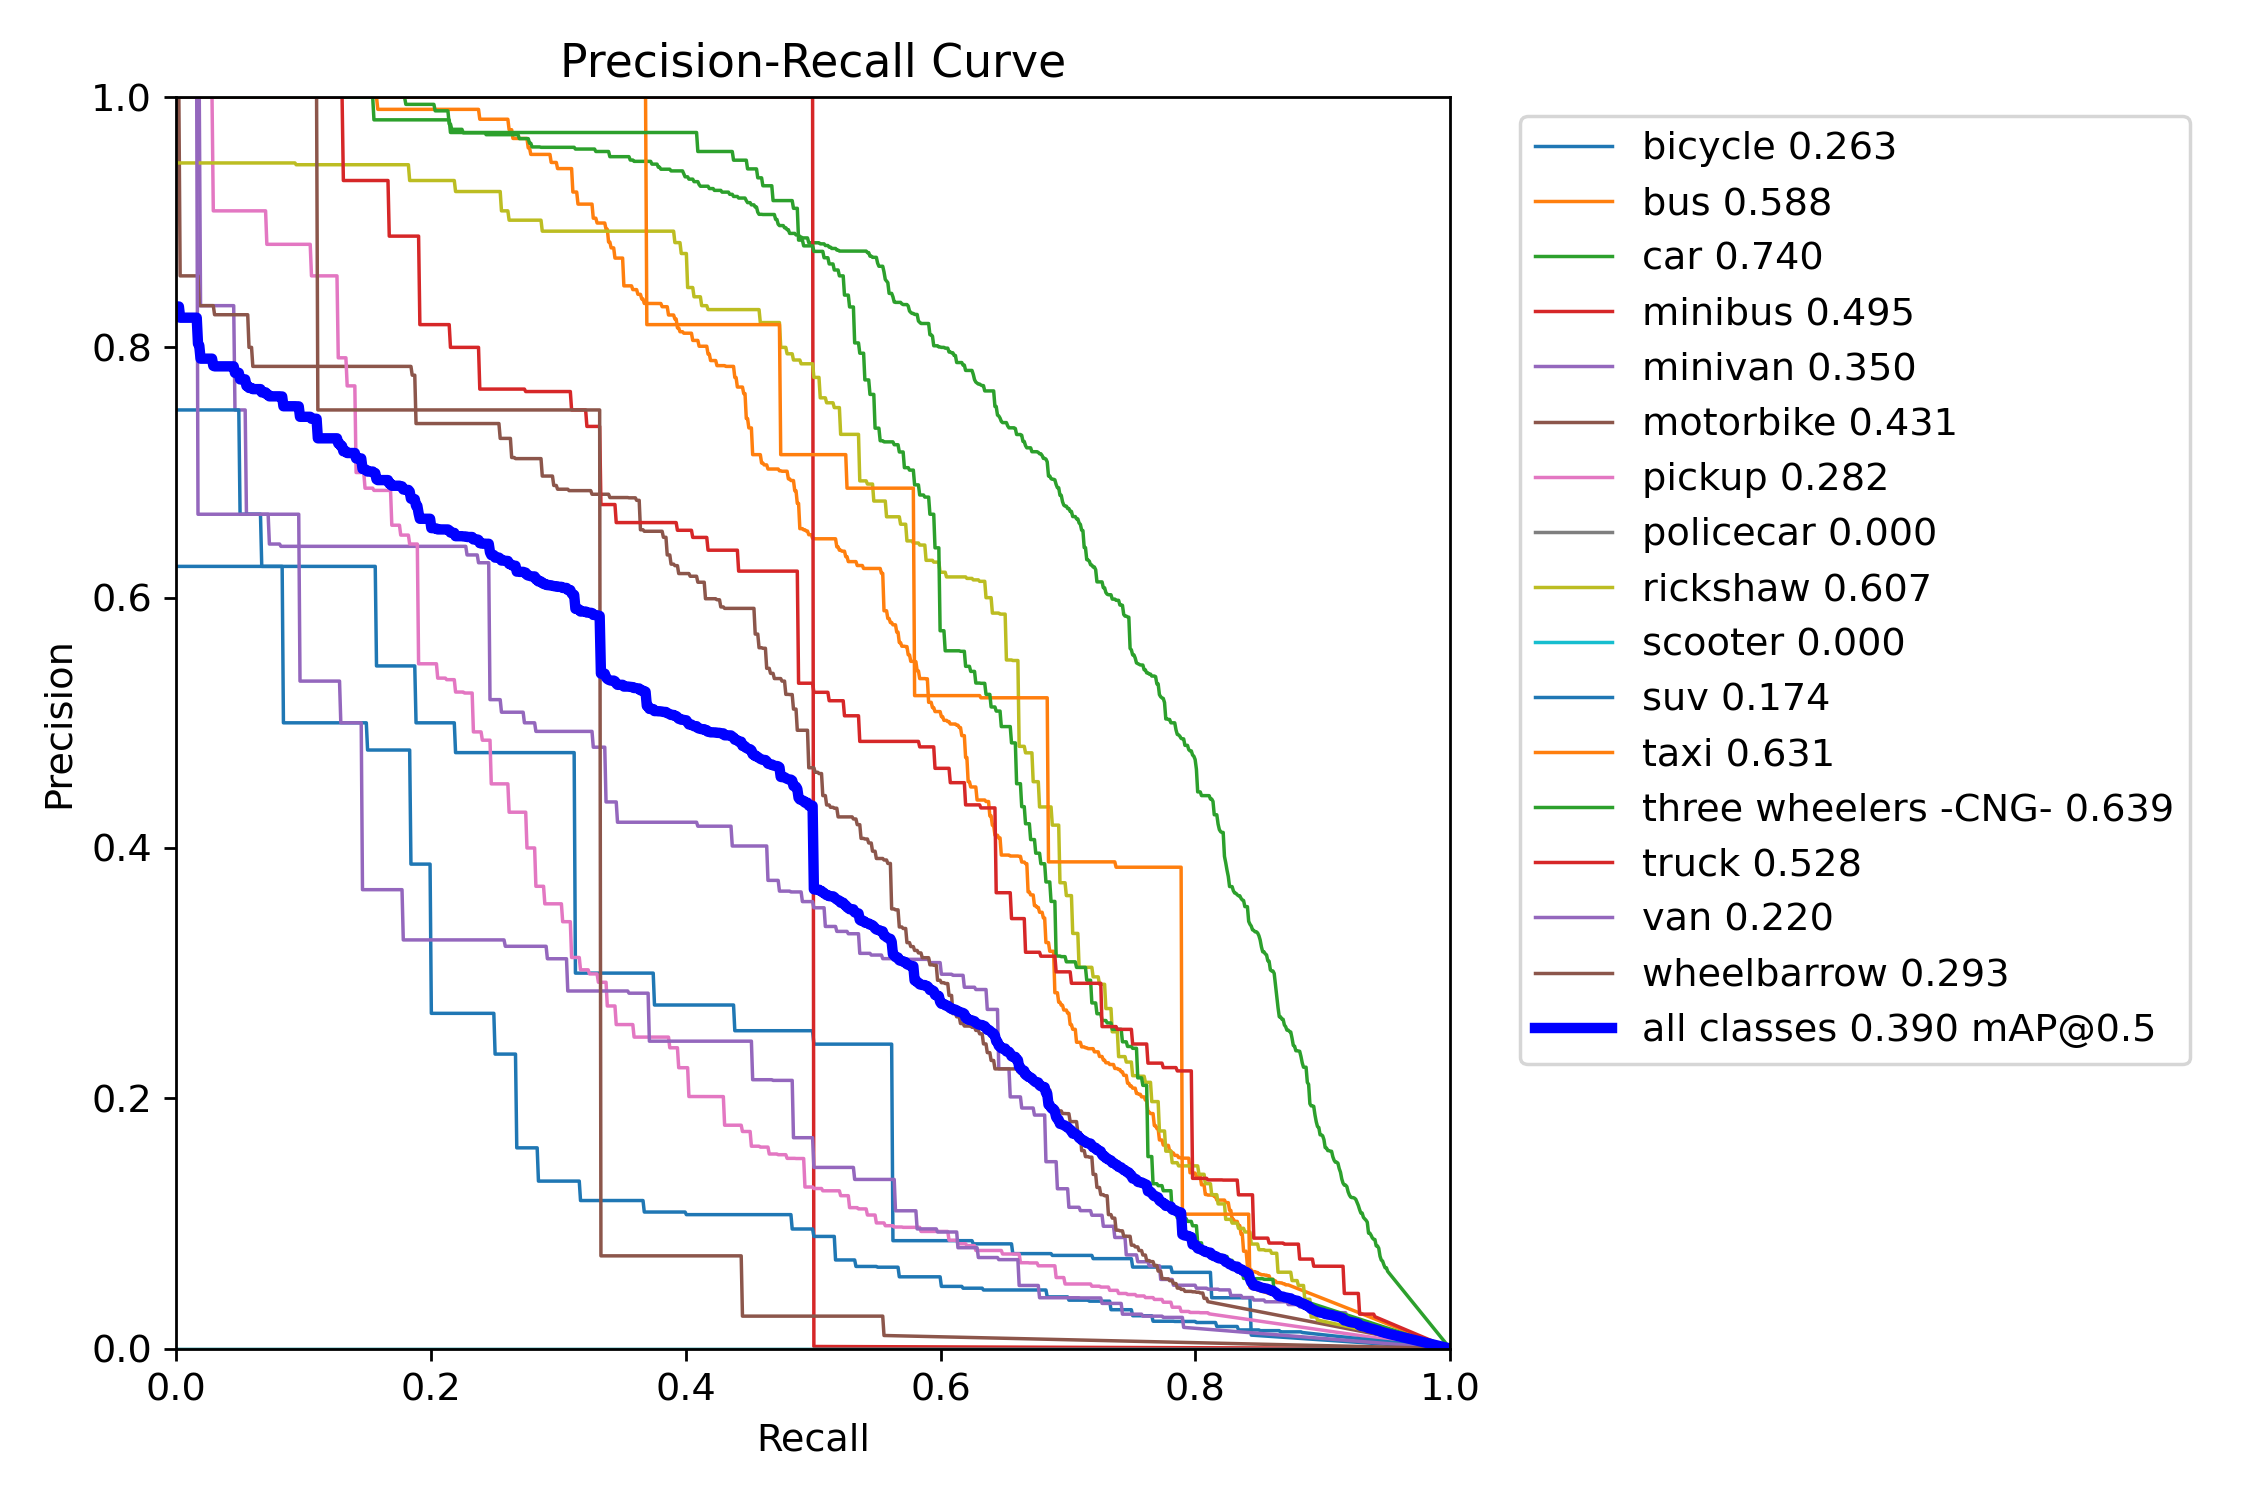 Precision-Recall Curve
1.0
0.8
0.6
0.4
0.2
0.0
Precision
0.0 0.2 0.4 0.6 0.8 1.0
Recall
bicycle 0.263
bus 0.588
car 0.740
minibus 0.495
minivan 0.350
motorbike 0.431
pickup 0.282
policecar 0.000
rickshaw 0.607
scooter 0.000
suv 0.174
taxi 0.631
three wheelers -CNG- 0.639
truck 0.528
van 0.220
wheelbarrow 0.293
all classes 0.390 mAP@0.5